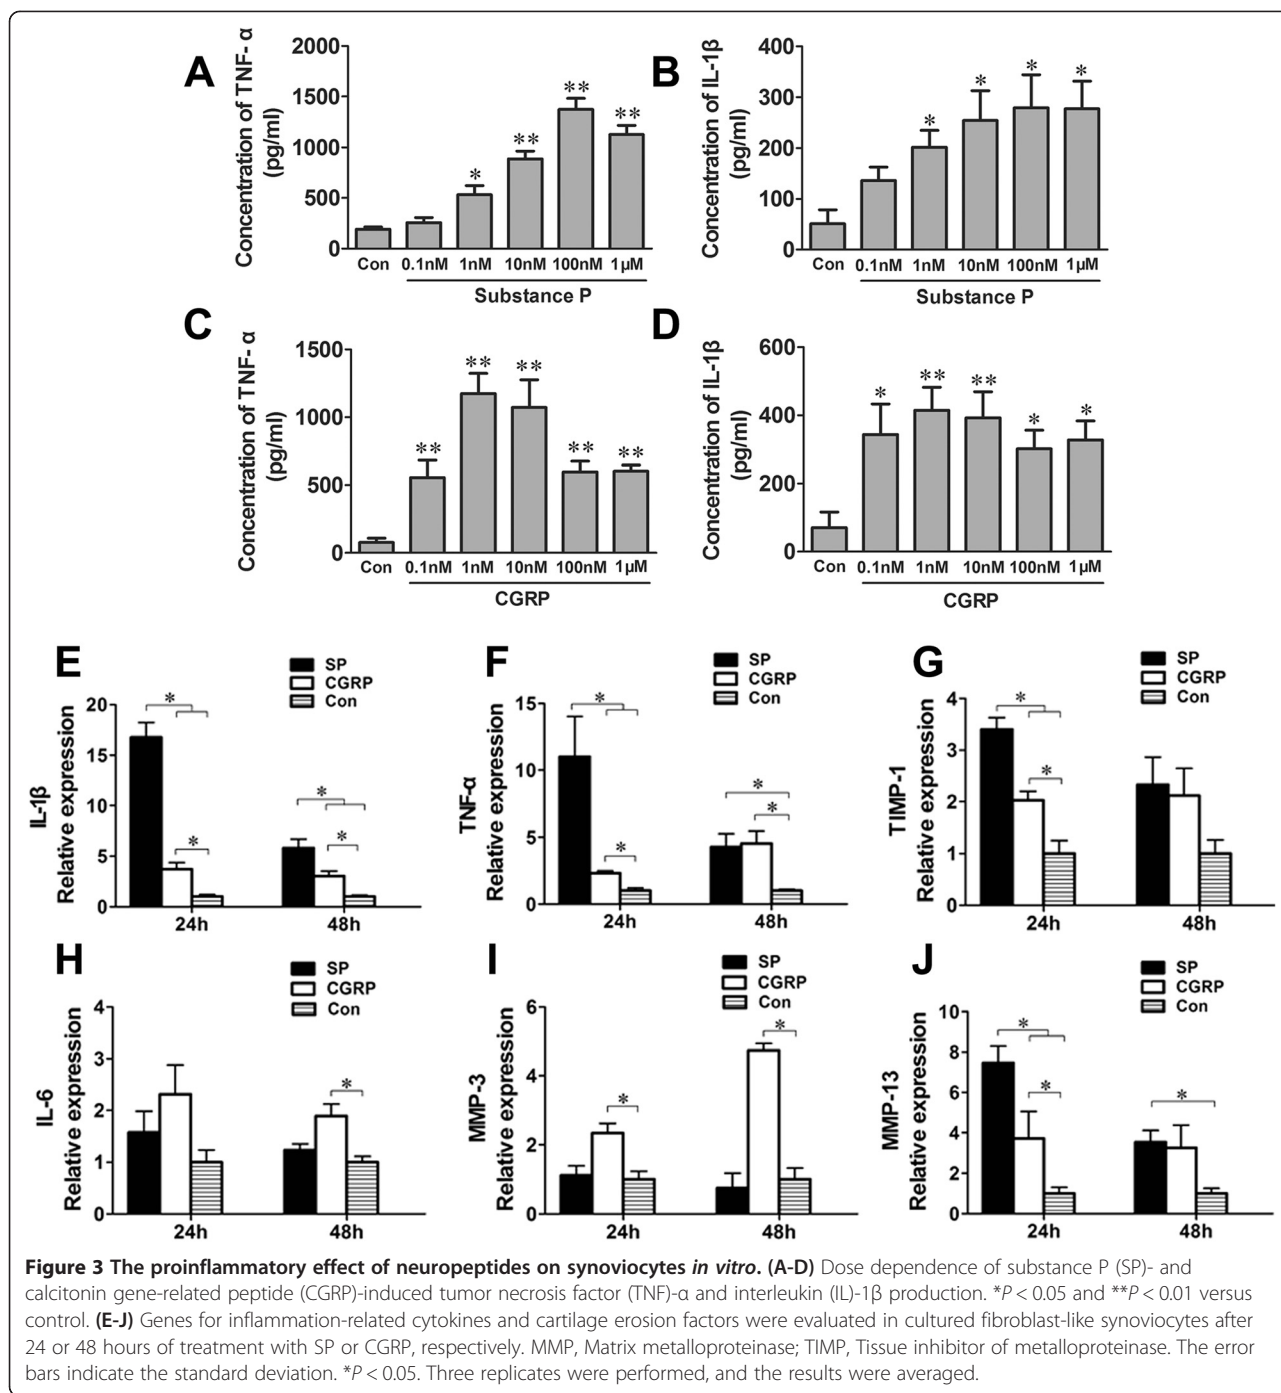 A
Concentration of TNF- α
(pg/ml)
2000
1500
1000
500
0
* ** ** **
Con 0.1nM 1nM 10nM 100nM 1μM
Substance P
B
Concentration of IL-1β
(pg/ml)
400
300
200
100
0
* * * *
Con 0.1nM 1nM 10nM 100nM 1μM
Substance P
C
Concentration of TNF- α
(pg/ml)
1500
1000
500
0
** ** ** ** **
Con 0.1nM 1nM 10nM 100nM 1μM
CGRP
D
Concentration of IL-1β
(pg/ml)
600
400
200
0
* ** ** * *
Con 0.1nM 1nM 10nM 100nM 1μM
CGRP
E
SP
CGRP
Con
IL-1β
Relative expression
20
15
10
5
0
* * * *
24h 48h
F
SP
CGRP
Con
TNF-α
Relative expression
15
10
5
0
* * * *
24h 48h
G
SP
CGRP
Con
TIMP-1
Relative expression
4
3
2
1
0
* *
24h 48h
H
SP
CGRP
Con
IL-6
Relative expression
4
3
2
1
0
*
24h 48h
I
SP
CGRP
Con
MMP-3
Relative expression
6
4
2
0
* *
24h 48h
J
SP
CGRP
Con
MMP-13
Relative expression
10
8
6
4
2
0
* * *
24h 48h
Figure 3 The proinflammatory effect of neuropeptides on synoviocytes in vitro. (A-D) Dose dependence of substance P (SP)- and
calcitonin gene-related peptide (CGRP)-induced tumor necrosis factor (TNF)-α and interleukin (IL)-1β production. *P < 0.05 and **P < 0.01 versus
control. (E-J) Genes for inflammation-related cytokines and cartilage erosion factors were evaluated in cultured fibroblast-like synoviocytes after
24 or 48 hours of treatment with SP or CGRP, respectively. MMP, Matrix metalloproteinase; TIMP, Tissue inhibitor of metalloproteinase. The error
bars indicate the standard deviation. *P < 0.05. Three replicates were performed, and the results were averaged.